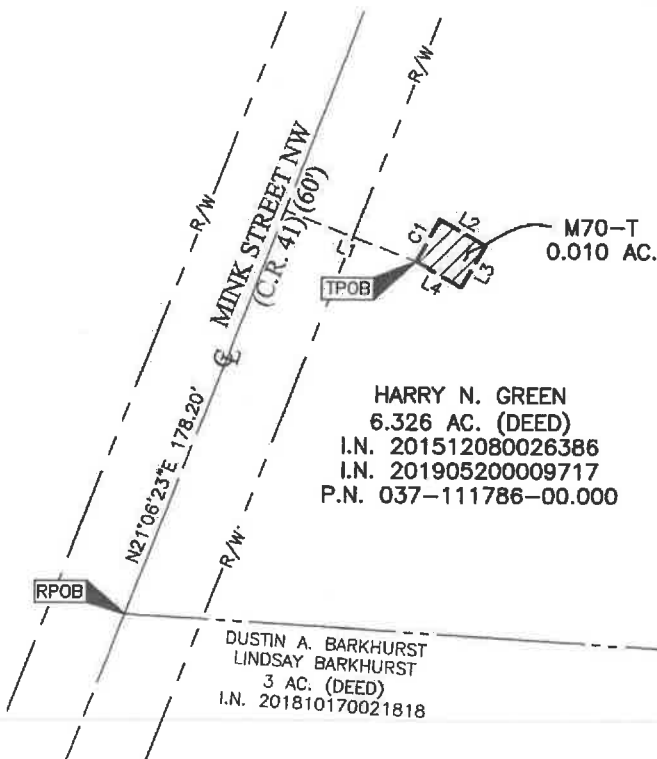 R/W
R/W
MINK STREET NW
(C.R. 41) (60')
L1
C1
L2
L3
L4
M70-T
0.010 AC.
TPOB
℄
HARRY N. GREEN
6.326 AC. (DEED)
I.N. 201512080026386
I.N. 201905200009717
P.N. 037-111786-00.000
N21°06'23"E 178.20'
R/W
RPOB
DUSTIN A. BARKHURST
LINDSAY BARKHURST
3 AC. (DEED)
I.N. 201810170021818